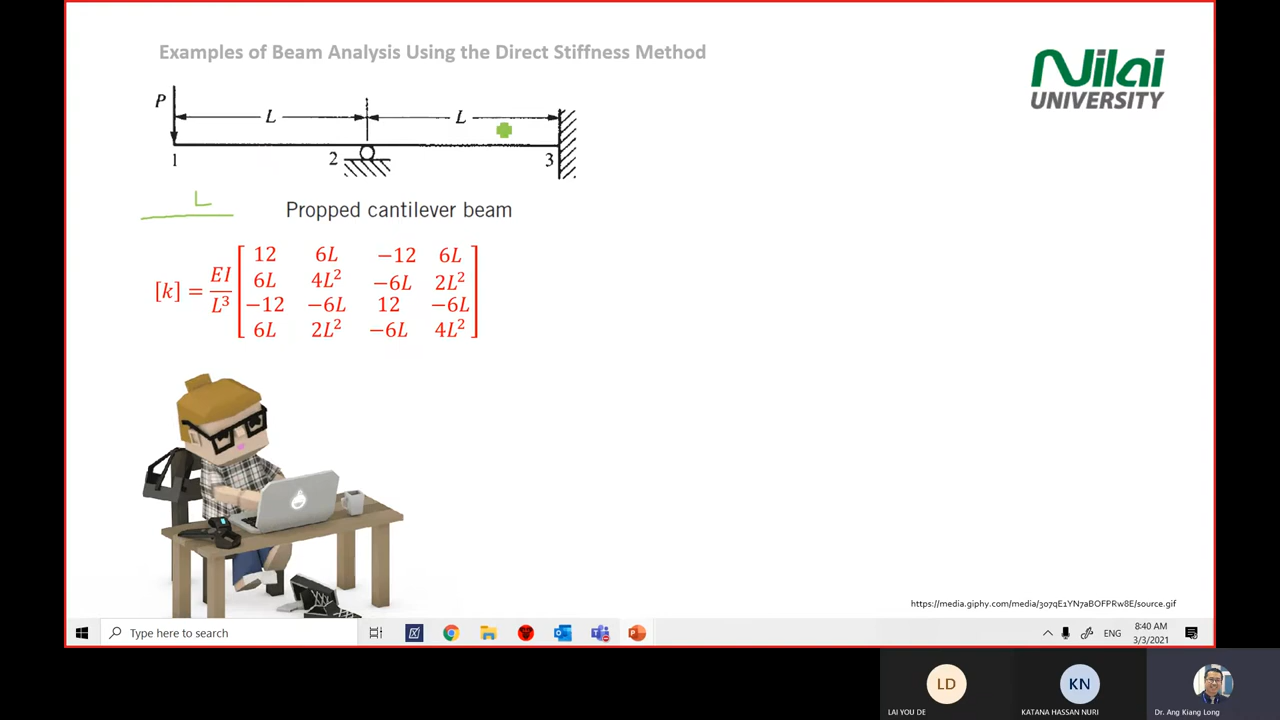 Examples of Beam Analysis Using the Direct Stiffness Method
Nilai
UNIVERSITY
P
L L
1 2 3
L
Propped cantilever beam
[k] = EI/L³ [
12 6L −12 6L
6L 4L² −6L 2L²
−12 −6L 12 −6L
6L 2L² −6L 4L²
]
https://media.giphy.com/media/3o7qE1YN7aBOFPRw8E/source.gif
Type here to search
ENG
8:40 AM
3/3/2021
LD
KN
LAI YOU DE
KATANA HASSAN NURI
Dr. Ang Kiang Long